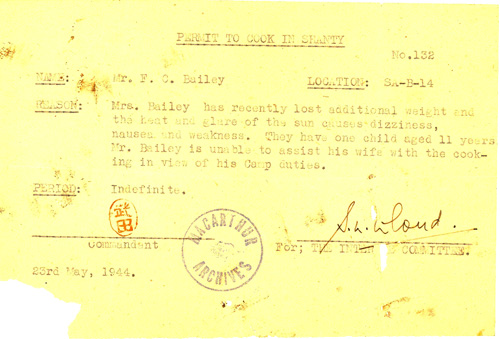 PERMIT TO COOK IN SHANTY
No.132
NAME: Mr. F. C. Bailey LOCATION: SA-B-14
REASON: Mrs. Bailey has recently lost additional weight and
the heat and glare of the sun causes dizziness,
nausea and weakness. They have one child aged 11 years
Mr. Bailey is unable to assist his wife with the cook-
ing in view of his Camp duties.
PERIOD: Indefinite.
武田
MACARTHUR
ARCHIVES
Commandant For; THE INTERNEE COMMITTEE.
23rd May, 1944.